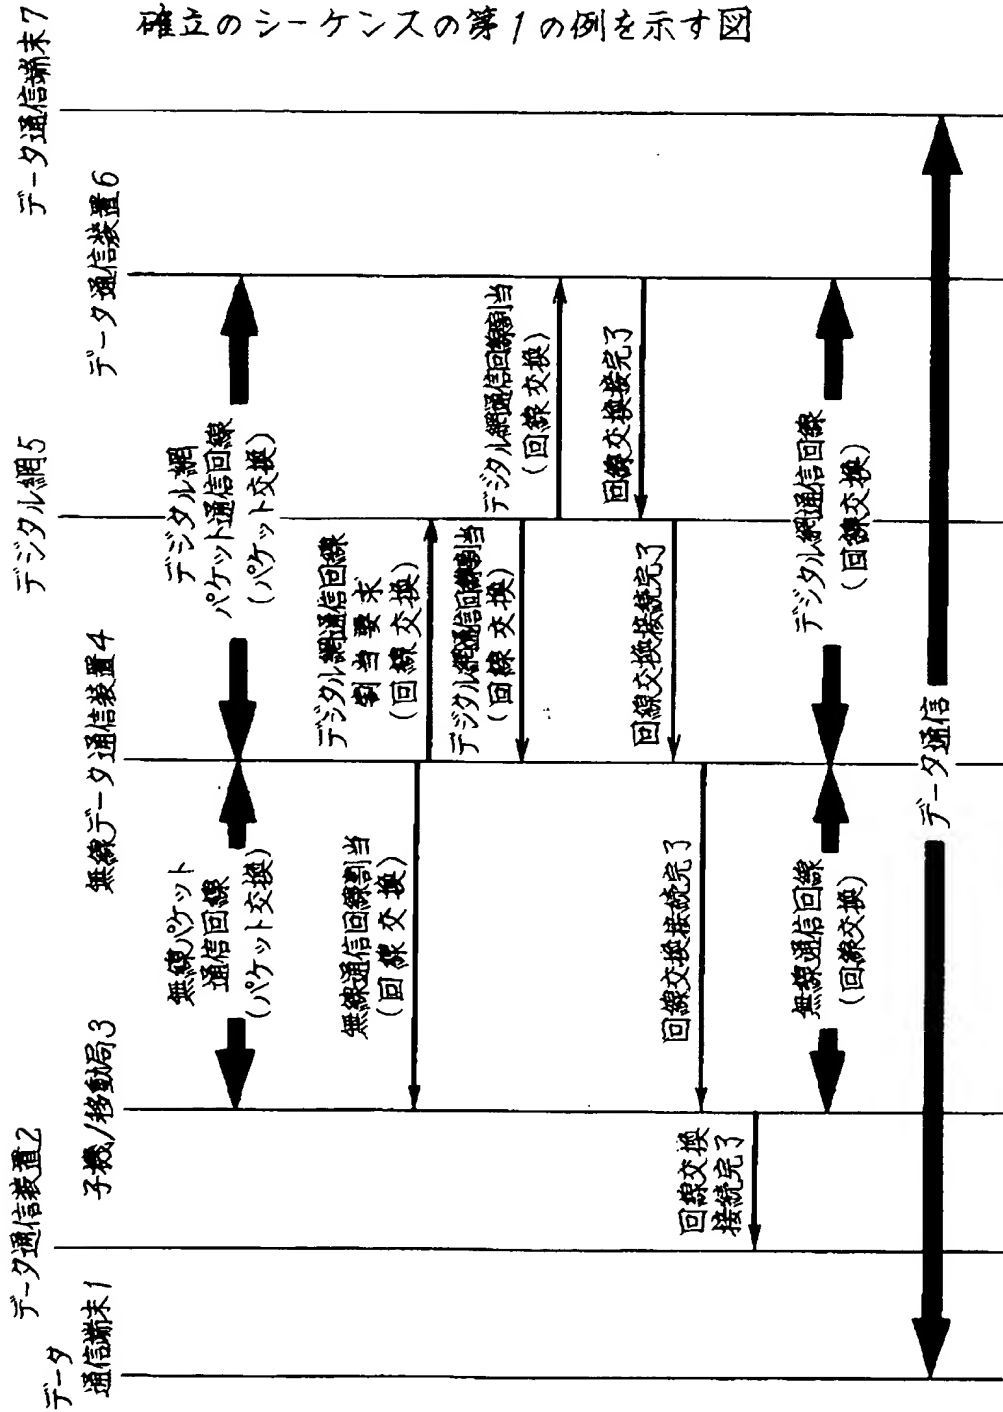 確立のシーケンスの第1の例を示す図
データ
通信端末1
データ通信装置2
子機/移動局3
無線データ通信装置4
デジタル網5
データ通信装置6
データ通信端末7
無線パケット
通信回線
(パケット交換)
デジタル網
パケット通信回線
(パケット交換)
無線通信回線割当
(回線交換)
デジタル網通信回線
割当要求
(回線交換)
デジタル網通信回線割当
(回線交換)
デジタル網通信回線割当
(回線交換)
回線交換接続完了
回線交換接続完了
回線交換接続完了
回線交換
接続完了
無線通信回線
(回線交換)
デジタル網通信回線
(回線交換)
データ通信